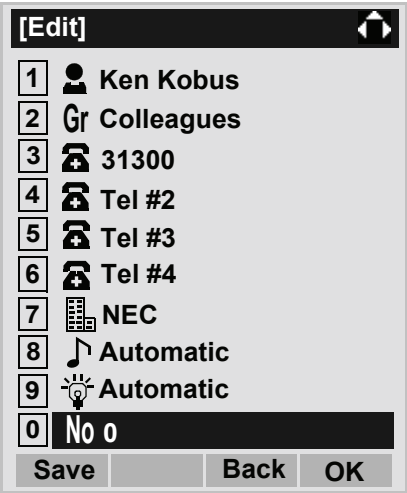 [Edit]
1 Ken Kobus
2 Gr Colleagues
3 31300
4 Tel #2
5 Tel #3
6 Tel #4
7 NEC
8 Automatic
9 Automatic
0 No o
Save Back OK